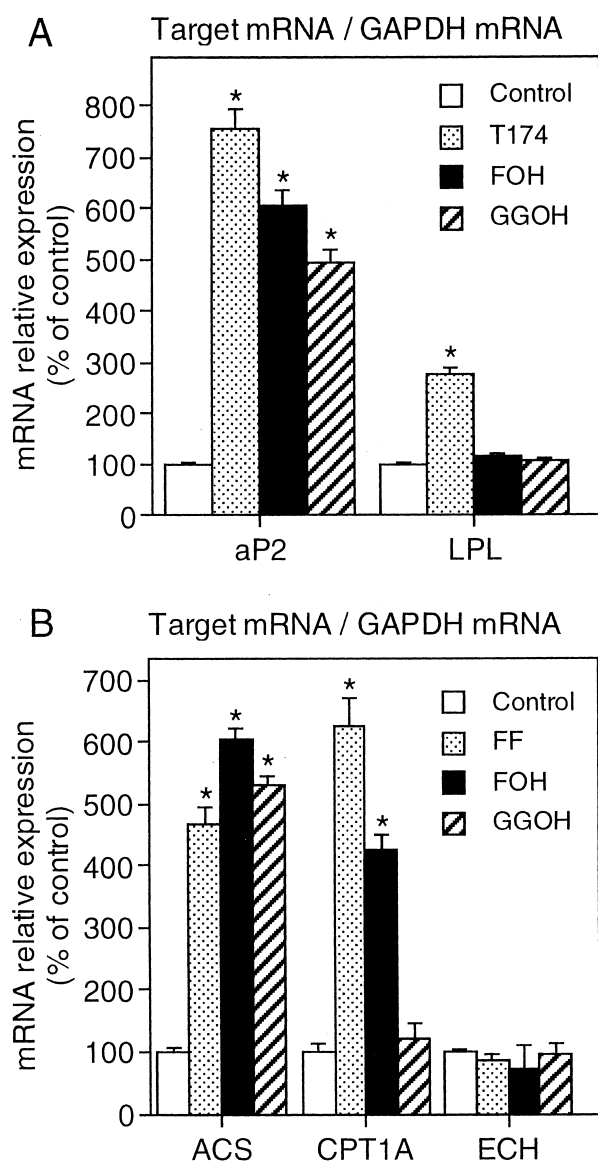 A
Target mRNA / GAPDH mRNA
mRNA relative expression
(% of control)
800
700
600
500
400
300
200
100
0
*
*
*
*
Control
T174
FOH
GGOH
aP2
LPL
B
Target mRNA / GAPDH mRNA
mRNA relative expression
(% of control)
700
600
500
400
300
200
100
0
*
*
*
*
*
Control
FF
FOH
GGOH
ACS
CPT1A
ECH